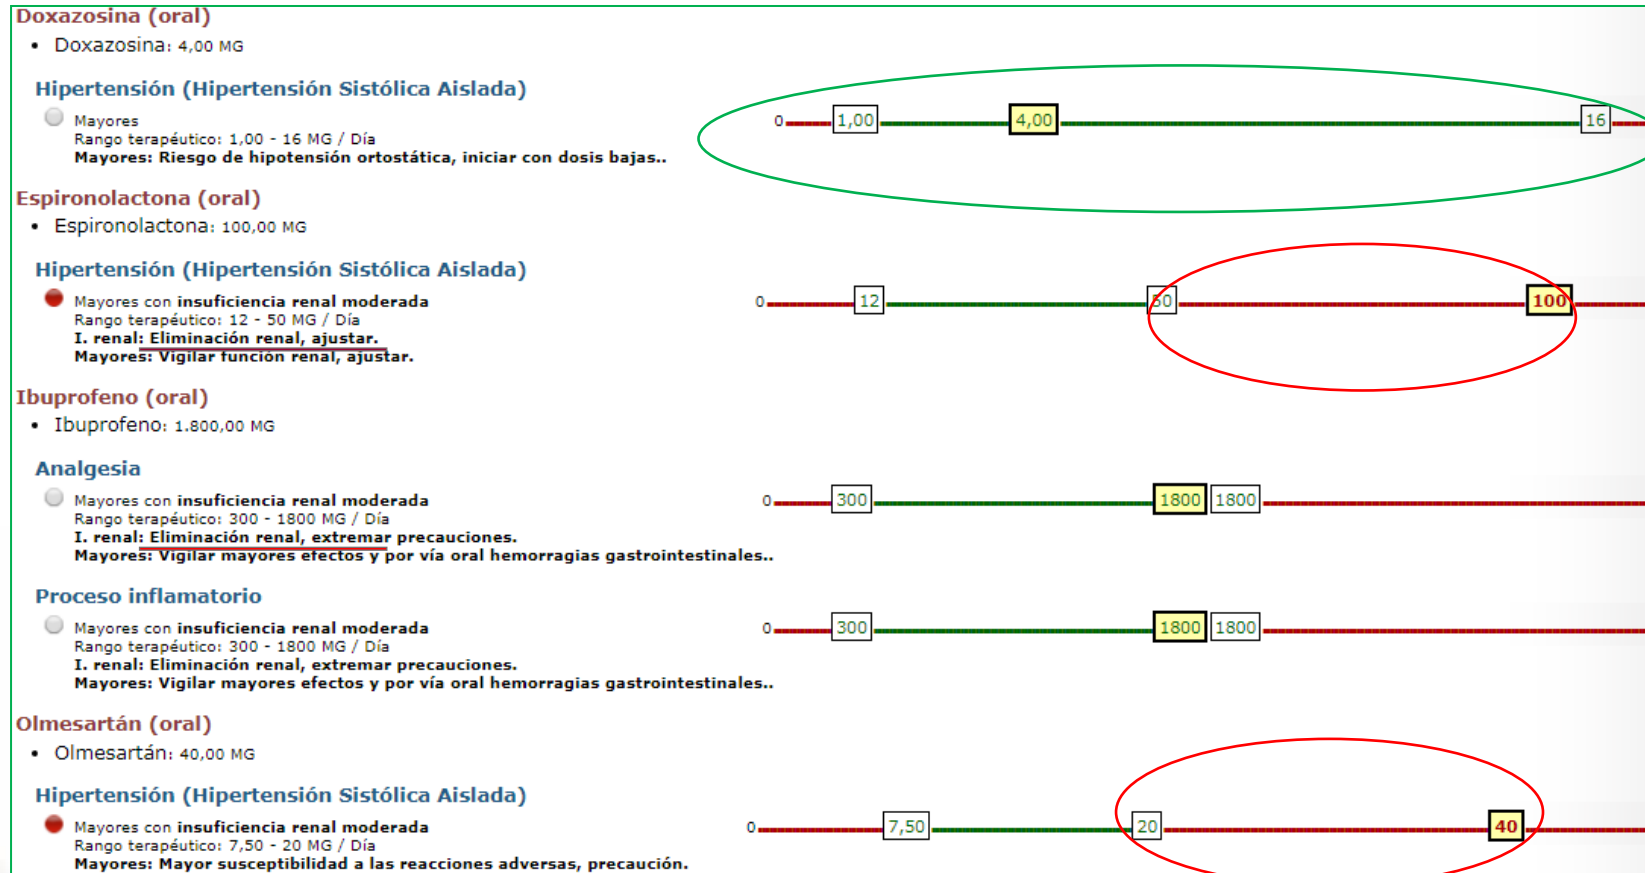 Doxazosina (oral)
• Doxazosina: 4,00 MG
Hipertensión (Hipertensión Sistólica Aislada)
Mayores
Rango terapéutico: 1,00 - 16 MG / Día
Mayores: Riesgo de hipotensión ortostática, iniciar con dosis bajas..
0 1,00 4,00 16
Espironolactona (oral)
• Espironolactona: 100,00 MG
Hipertensión (Hipertensión Sistólica Aislada)
Mayores con insuficiencia renal moderada
Rango terapéutico: 12 - 50 MG / Día
I. renal: Eliminación renal, ajustar.
Mayores: Vigilar función renal, ajustar.
0 12 50 100
Ibuprofeno (oral)
• Ibuprofeno: 1.800,00 MG
Analgesia
Mayores con insuficiencia renal moderada
Rango terapéutico: 300 - 1800 MG / Día
I. renal: Eliminación renal, extremar precauciones.
Mayores: Vigilar mayores efectos y por vía oral hemorragias gastrointestinales..
0 300 1800 1800
Proceso inflamatorio
Mayores con insuficiencia renal moderada
Rango terapéutico: 300 - 1800 MG / Día
I. renal: Eliminación renal, extremar precauciones.
Mayores: Vigilar mayores efectos y por vía oral hemorragias gastrointestinales..
0 300 1800 1800
Olmesartán (oral)
• Olmesartán: 40,00 MG
Hipertensión (Hipertensión Sistólica Aislada)
Mayores con insuficiencia renal moderada
Rango terapéutico: 7,50 - 20 MG / Día
Mayores: Mayor susceptibilidad a las reacciones adversas, precaución.
0 7,50 20 40